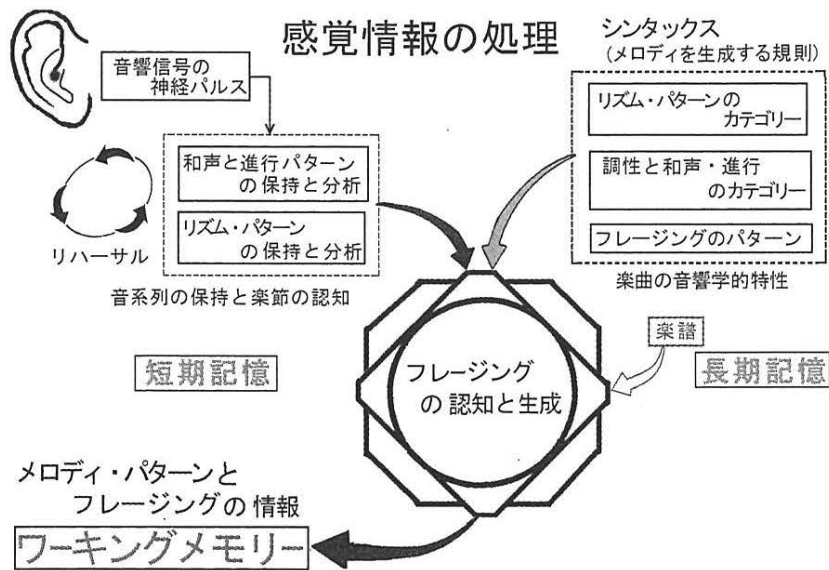 感覚情報の処理
音響信号の
神経パルス
和声と進行パターン
の保持と分析
リズム・パターン
の保持と分析
リハーサル
音系列の保持と楽節の認知
シンタックス
(メロディを生成する規則)
リズム・パターンの
カテゴリー
調性と和声・進行
のカテゴリー
フレージングのパターン
楽曲の音響学的特性
楽譜
短期記憶
長期記憶
フレージング
の認知と生成
メロディ・パターンと
フレージングの情報
ワーキングメモリー